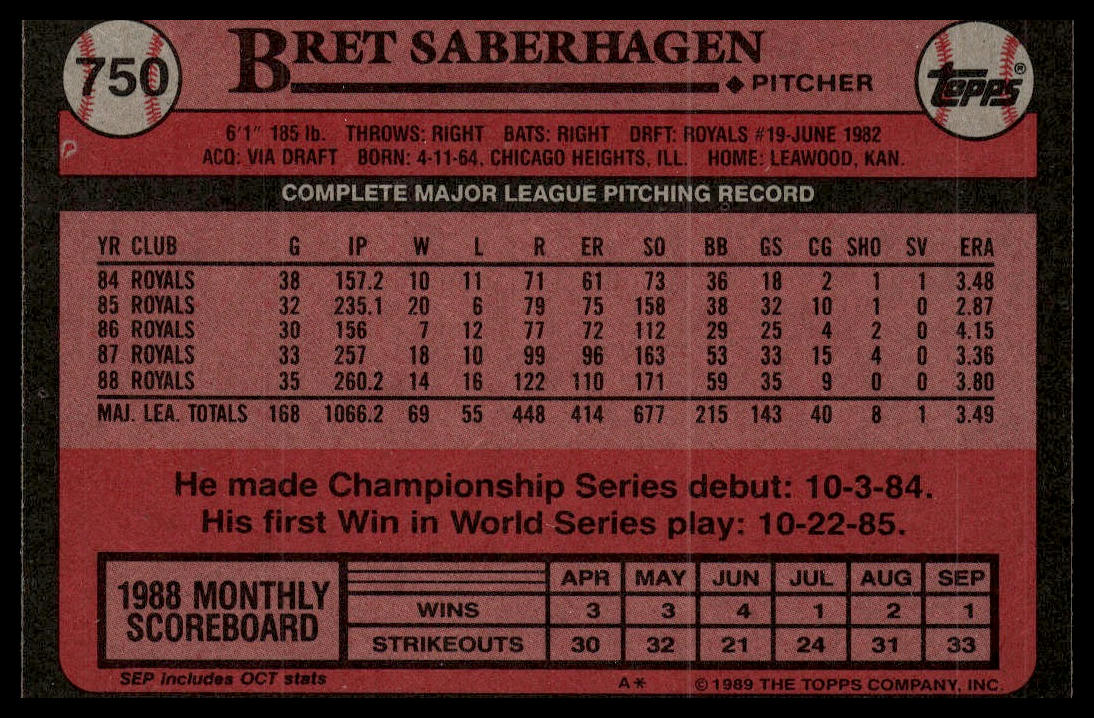 750
BRET SABERHAGEN
◆ PITCHER
TOPPS®
6'1" 185 lb. THROWS: RIGHT BATS: RIGHT DRFT: ROYALS #19-JUNE 1982
ACQ: VIA DRAFT BORN: 4-11-64, CHICAGO HEIGHTS, ILL. HOME: LEAWOOD, KAN.
COMPLETE MAJOR LEAGUE PITCHING RECORD
YR CLUB G IP W L R ER SO BB GS CG SHO SV ERA
84 ROYALS 38 157.2 10 11 71 61 73 36 18 2 1 1 3.48
85 ROYALS 32 235.1 20 6 79 75 158 38 32 10 1 0 2.87
86 ROYALS 30 156 7 12 77 72 112 29 25 4 2 0 4.15
87 ROYALS 33 257 18 10 99 96 163 53 33 15 4 0 3.36
88 ROYALS 35 260.2 14 16 122 110 171 59 35 9 0 0 3.80
MAJ. LEA. TOTALS 168 1066.2 69 55 448 414 677 215 143 40 8 1 3.49
He made Championship Series debut: 10-3-84.
His first Win in World Series play: 10-22-85.
1988 MONTHLY
SCOREBOARD
APR MAY JUN JUL AUG SEP
WINS 3 3 4 1 2 1
STRIKEOUTS 30 32 21 24 31 33
SEP includes OCT stats
A* © 1989 THE TOPPS COMPANY, INC.